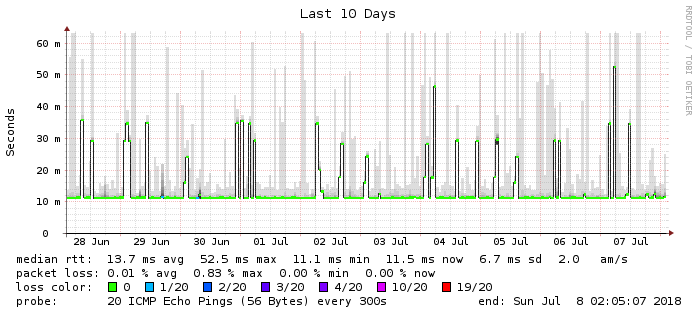 Last 10 Days
RRDTOOL / TOBI OETIKER
Seconds
60 m
50 m
40 m
30 m
20 m
10 m
0
28 Jun 29 Jun 30 Jun 01 Jul 02 Jul 03 Jul 04 Jul 05 Jul 06 Jul 07 Jul
median rtt: 13.7 ms avg 52.5 ms max 11.1 ms min 11.5 ms now 6.7 ms sd 2.0 am/s
packet loss: 0.01 % avg 0.83 % max 0.00 % min 0.00 % now
loss color: 0 1/20 2/20 3/20 4/20 10/20 19/20
probe: 20 ICMP Echo Pings (56 Bytes) every 300s end: Sun Jul 8 02:05:07 2018